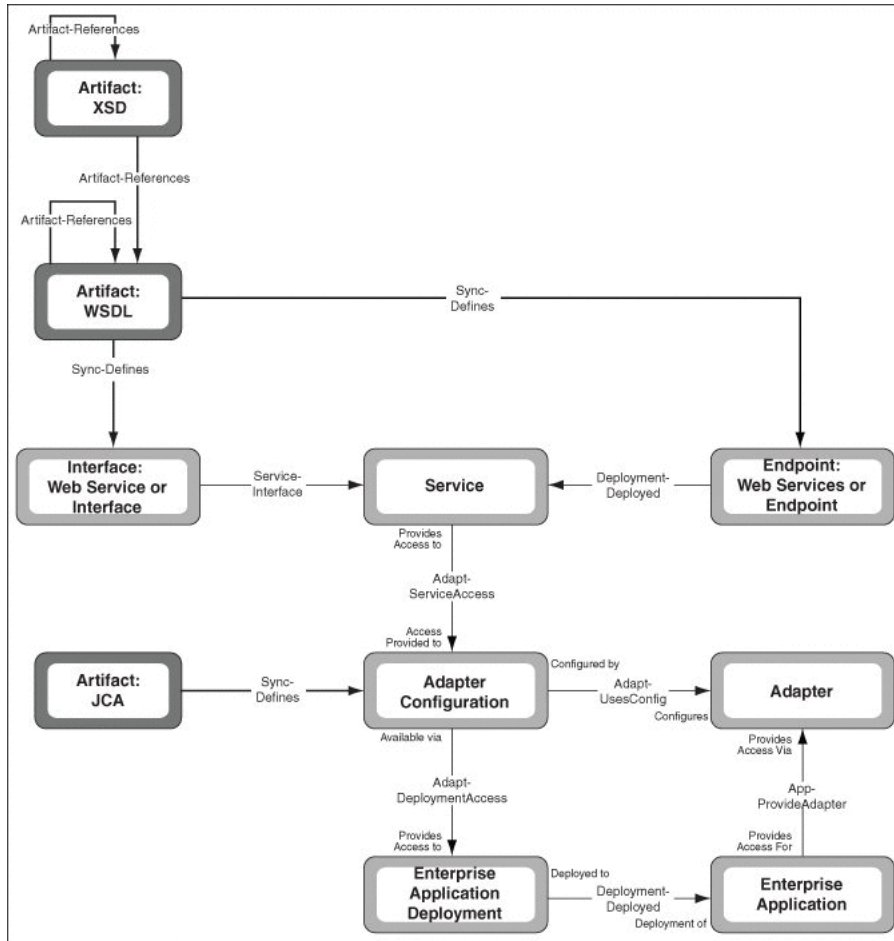 Artifact-References
Artifact:
XSD
Artifact-References
Artifact-References
Artifact:
WSDL
Sync-
Defines
Sync-Defines
Interface:
Web Service or
Interface
Service-
Interface
Service
Deployment-
Deployed
Endpoint:
Web Services or
Endpoint
Provides
Access to
Adapt-
ServiceAccess
Access
Provided to
Artifact:
JCA
Sync-
Defines
Adapter
Configuration
Configured by
Adapt-
UsesConfig
Configures
Adapter
Available via
Provides
Access Via
Adapt-
DeploymentAccess
App-
ProvideAdapter
Provides
Access to
Provides
Access For
Enterprise
Application
Deployment
Deployed to
Deployment-
Deployed
Deployment of
Enterprise
Application